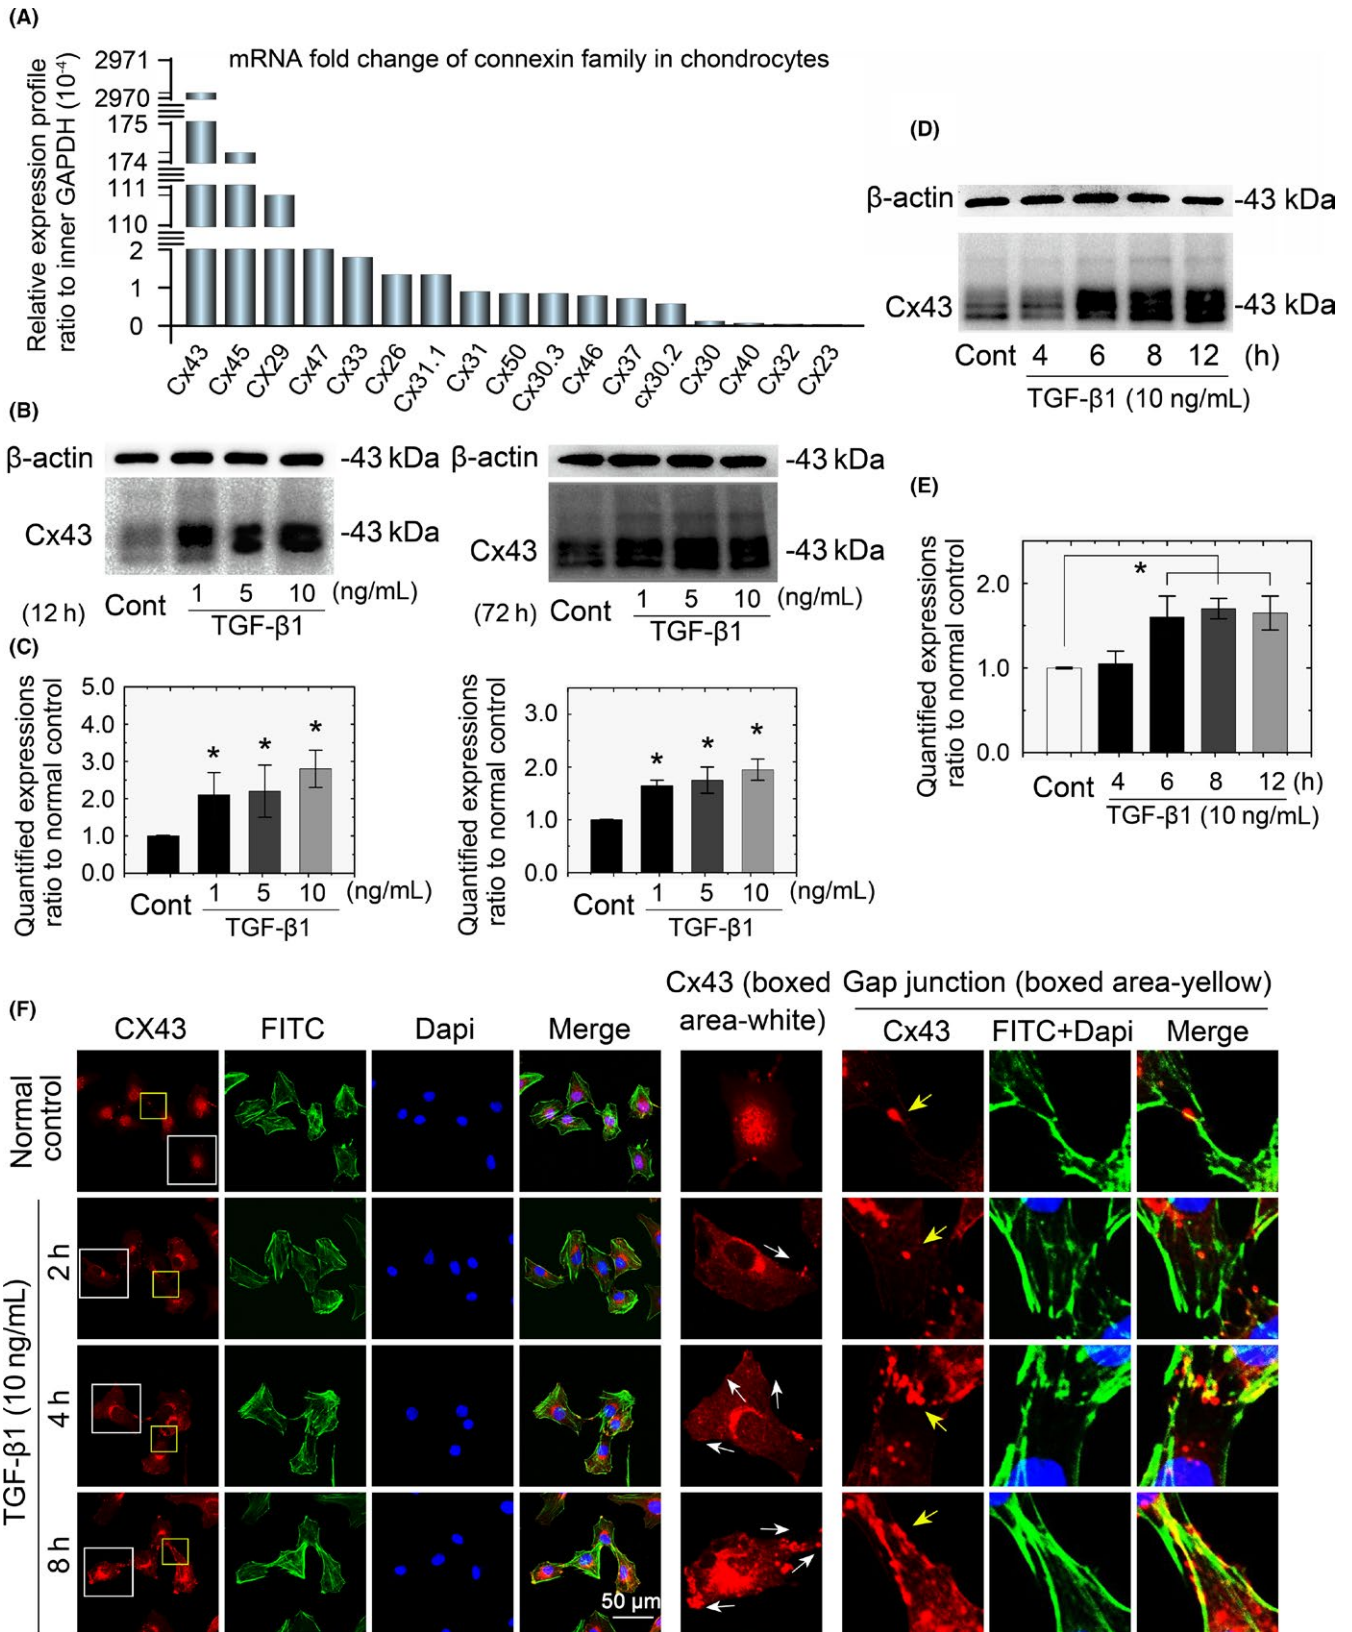 (A)
mRNA fold change of connexin family in chondrocytes
Relative expression profile
ratio to inner GAPDH (10⁻⁴)
2971
2970
175
174
111
110
2
1
0
Cx43 Cx45 CX29 Cx47 Cx33 Cx26 Cx31.1 Cx31 Cx50 Cx30.3 Cx46 Cx37 cx30.2 Cx30 Cx40 Cx32 Cx23
(B)
β-actin -43 kDa
Cx43 -43 kDa
(12 h) Cont 1 5 10 (ng/mL)
TGF-β1
β-actin -43 kDa
Cx43 -43 kDa
(72 h) Cont 1 5 10 (ng/mL)
TGF-β1
(C)
Quantified expressions
ratio to normal control
5.0
4.0
3.0
2.0
1.0
0.0
* * *
Cont 1 5 10 (ng/mL)
TGF-β1
Quantified expressions
ratio to normal control
3.0
2.0
1.0
0.0
* * *
Cont 1 5 10 (ng/mL)
TGF-β1
(D)
β-actin -43 kDa
Cx43 -43 kDa
Cont 4 6 8 12 (h)
TGF-β1 (10 ng/mL)
(E)
Quantified expressions
ratio to normal control
2.0
1.0
0.0
*
Cont 4 6 8 12 (h)
TGF-β1 (10 ng/mL)
(F)
CX43 FITC Dapi Merge
Cx43 (boxed
area-white)
Gap junction (boxed area-yellow)
Cx43 FITC+Dapi Merge
Normal
control
TGF-β1 (10 ng/mL)
2 h
4 h
8 h
50 µm